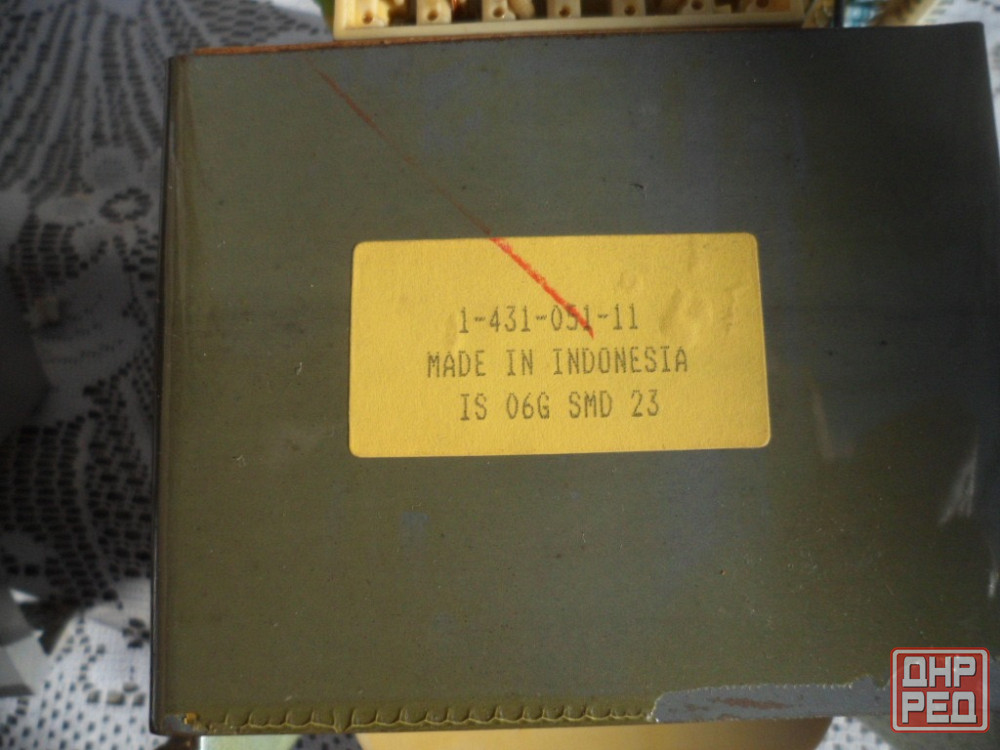 1-431-051-11
MADE IN INDONESIA
IS 06G SMD 23
ДНР
РЕД